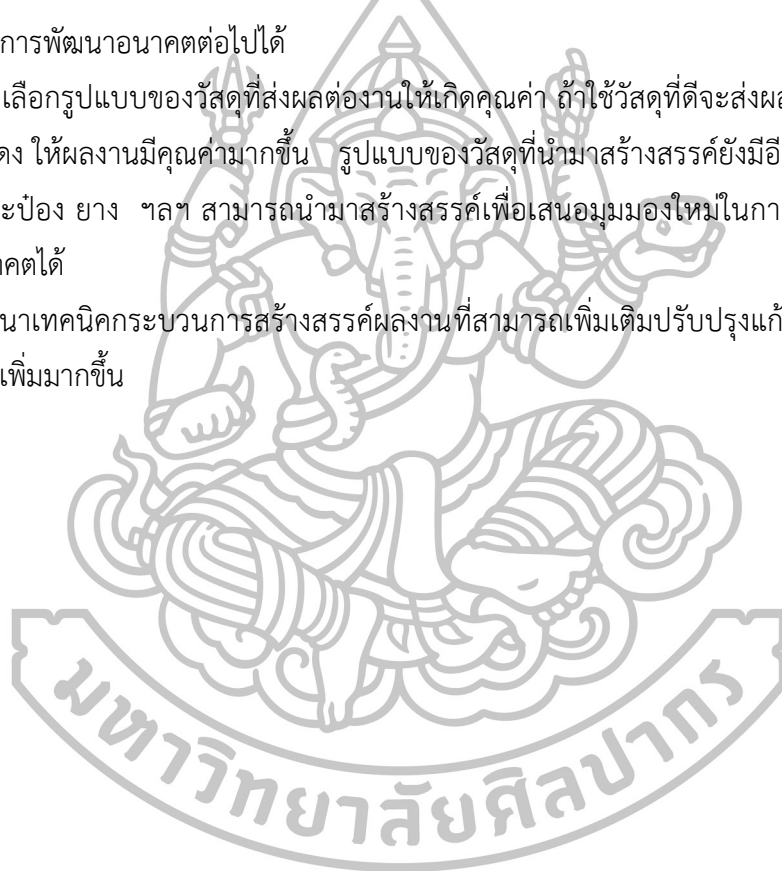 การพัฒนาอนาคตต่อไปได้
เลือกรูปแบบของวัสดุที่ส่งผลต่องานให้เกิดคุณค่า ถ้าใช้วัสดุที่ดีจะส่งผล
ดง ให้ผลงานมีคุณค่ามากขึ้น รูปแบบของวัสดุที่นำมาสร้างสรรค์ยังมีอี
ะป๋อง ยาง ฯลฯ สามารถนำมาสร้างสรรค์เพื่อเสนอมุมมองใหม่ในกา
าคตได้
นาเทคนิคกระบวนการสร้างสรรค์ผลงานที่สามารถเพิ่มเติมปรับปรุงแก้
เพิ่มมากขึ้น
มหาวิทยาลัยศิลปากร